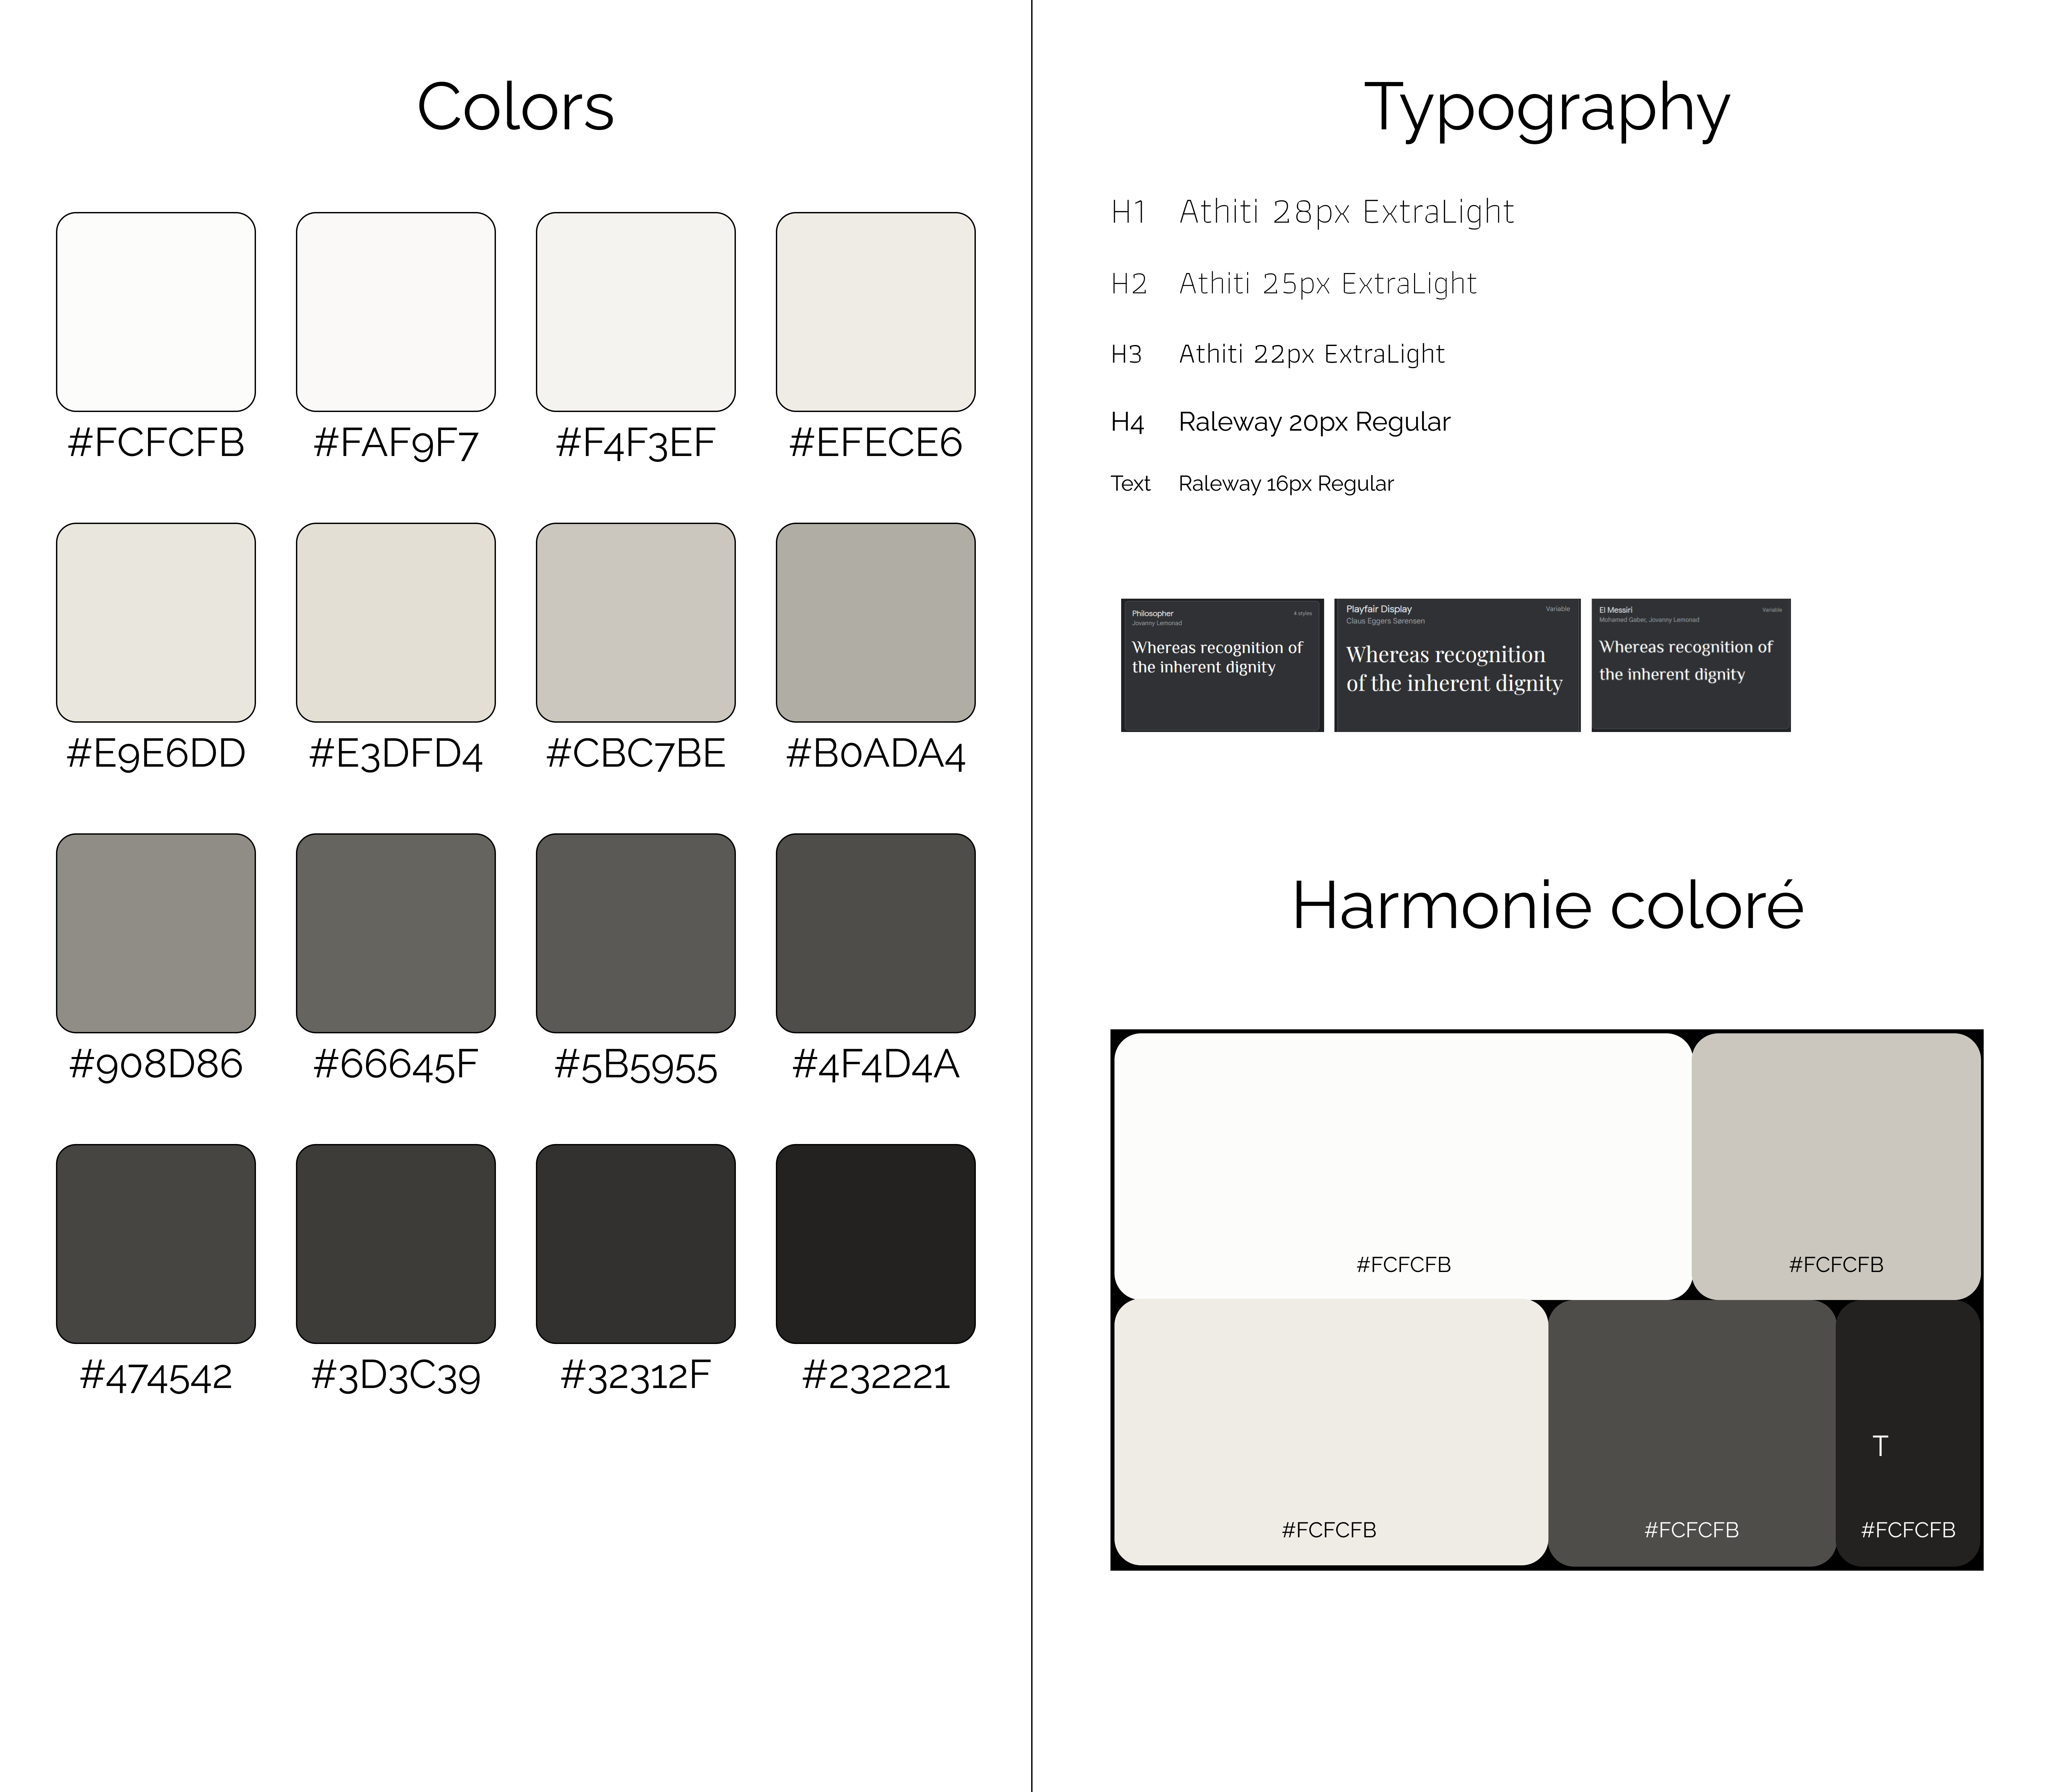 Colors
#FCFCFB
#FAF9F7
#F4F3EF
#EFECE6
#E9E6DD
#E3DFD4
#CBC7BE
#B0ADA4
#908D86
#66645F
#5B5955
#4F4D4A
#474542
#3D3C39
#32312F
#232221
Typography
H1 Athiti 28px ExtraLight
H2 Athiti 25px ExtraLight
H3 Athiti 22px ExtraLight
H4 Raleway 20px Regular
Text Raleway 16px Regular
Philosopher
4 styles
Jovanny Lemonad
Whereas recognition of
the inherent dignity
Playfair Display
Variable
Claus Eggers Sørensen
Whereas recognition
of the inherent dignity
El Messiri
Variable
Mohamed Gaber, Jovanny Lemonad
Whereas recognition of
the inherent dignity
Harmonie coloré
#FCFCFB
#FCFCFB
#FCFCFB
#FCFCFB
T
#FCFCFB